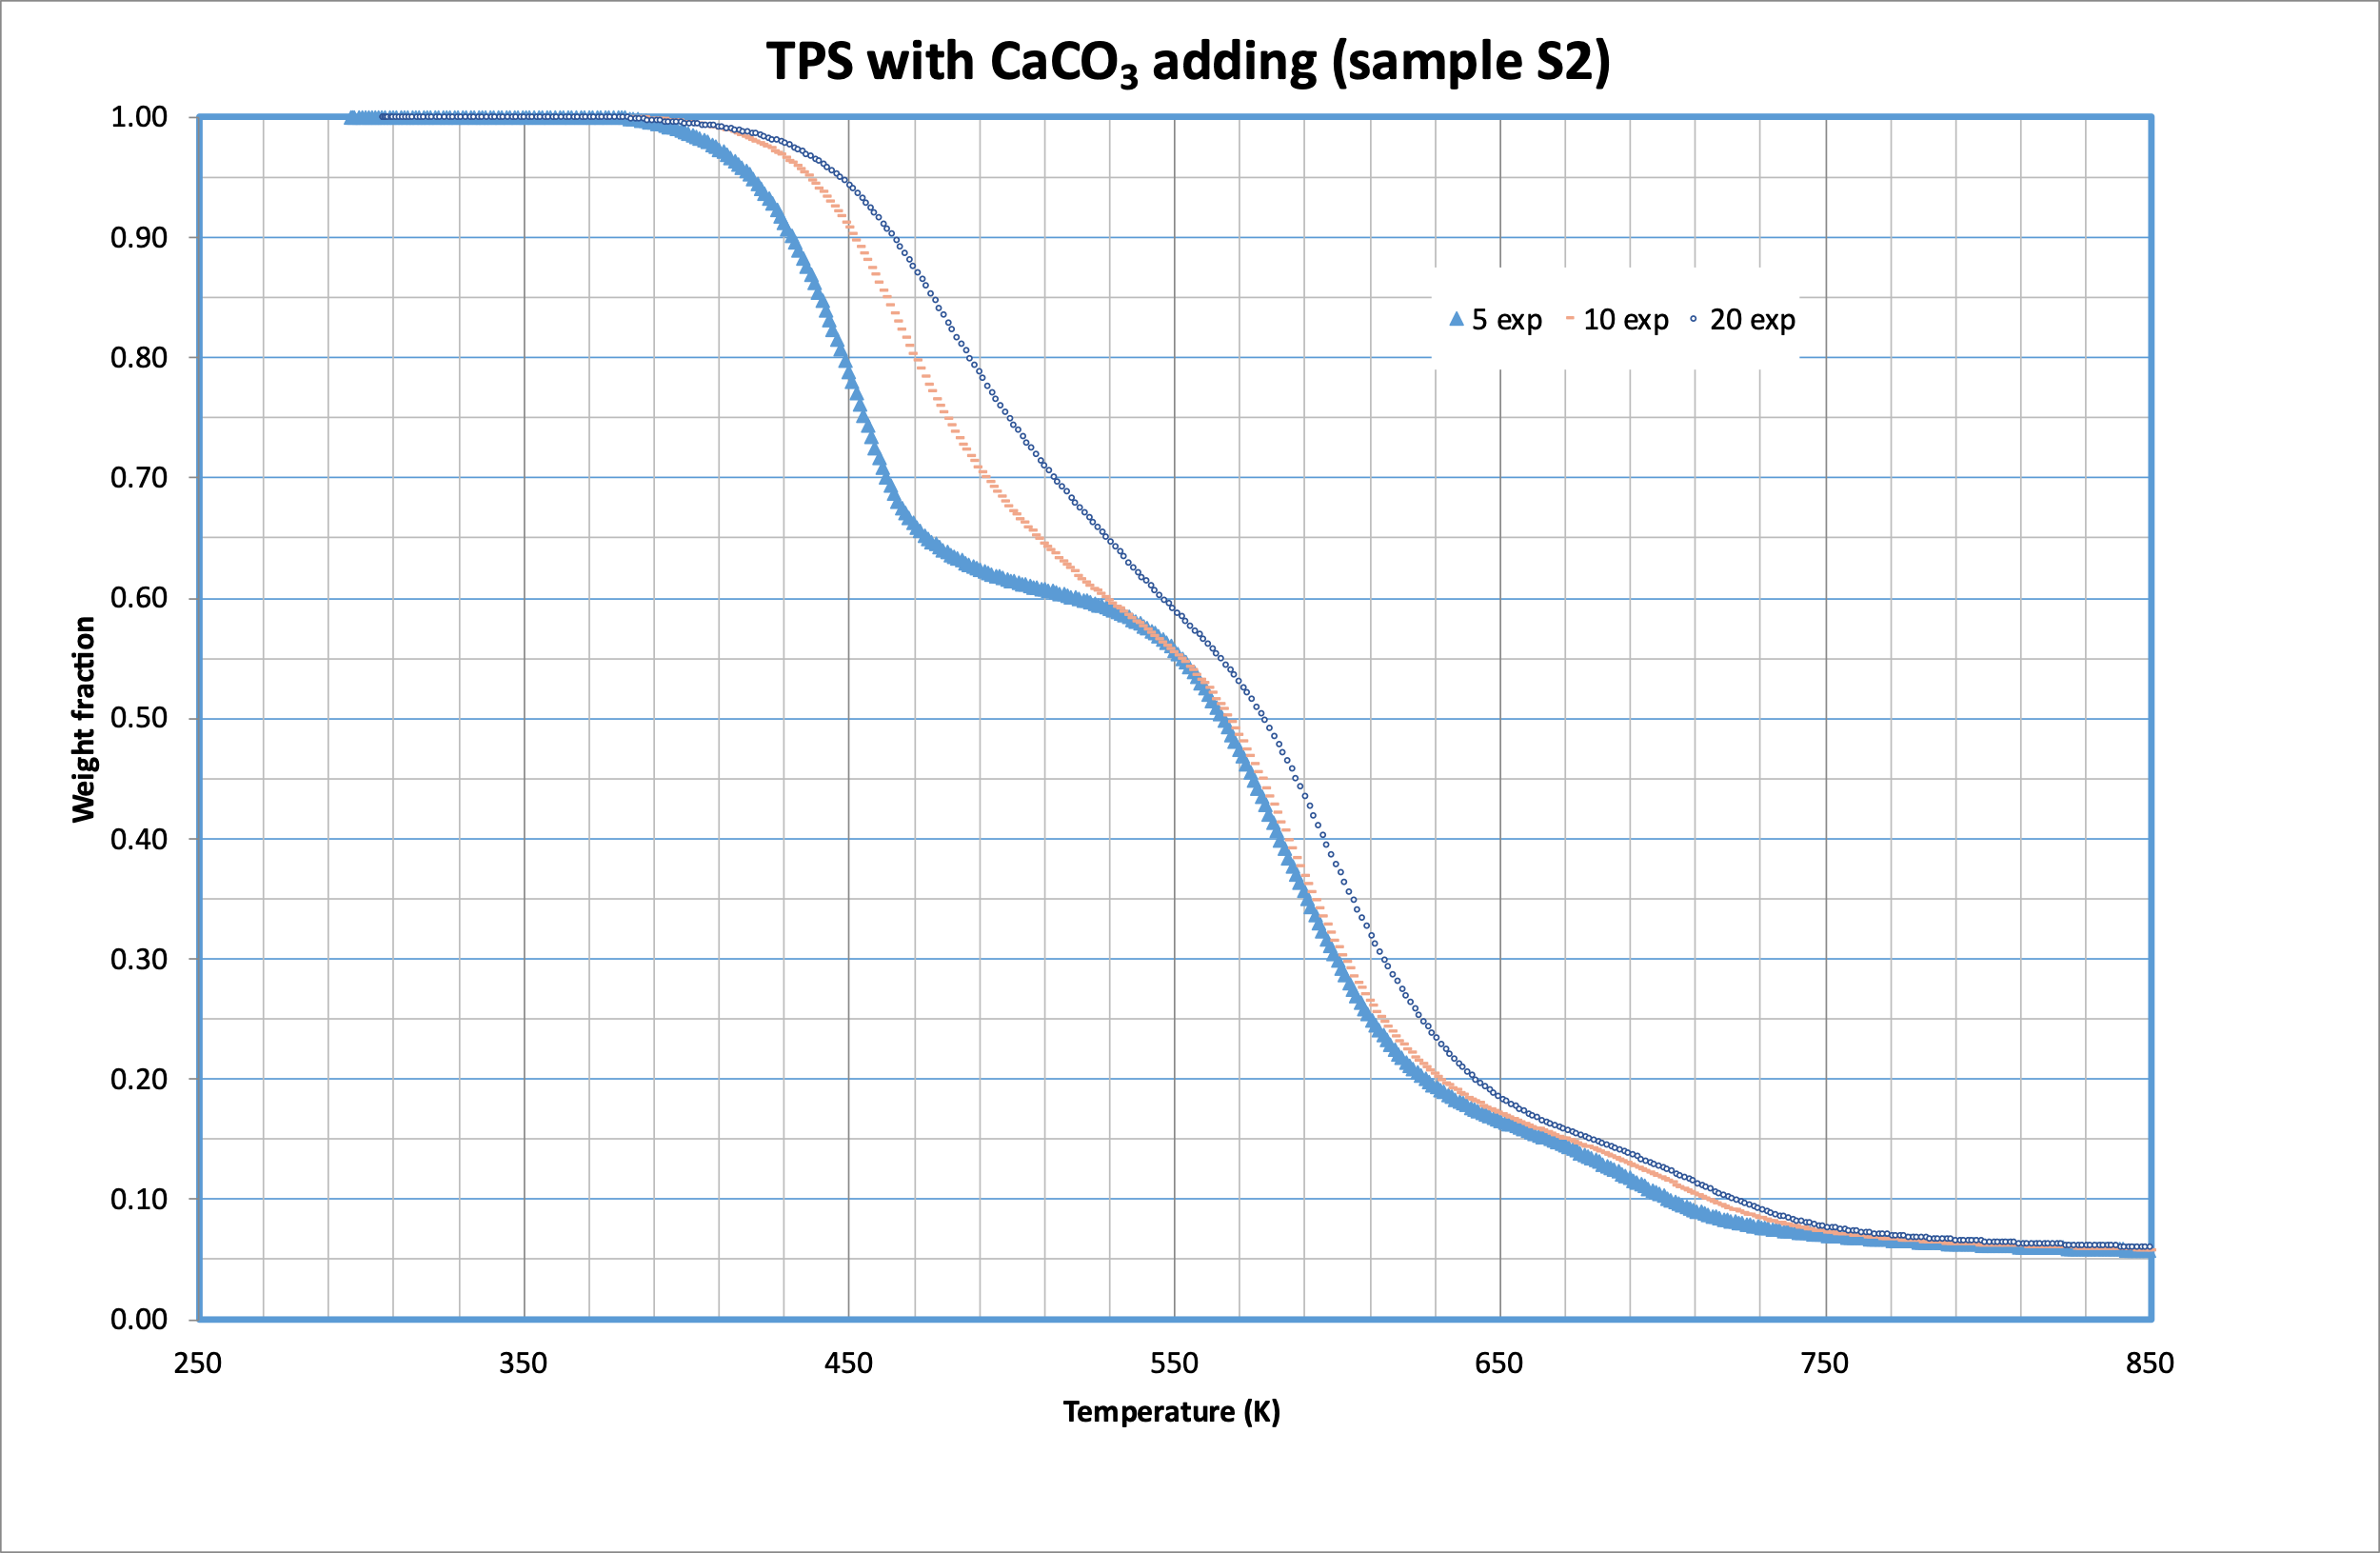 TPS with CaCO₃ adding (sample S2)
1.00
0.90
0.80
0.70
0.60
0.50
0.40
0.30
0.20
0.10
0.00
Weight fraction
5 exp 10 exp 20 exp
250 350 450 550 650 750 850
Temperature (K)